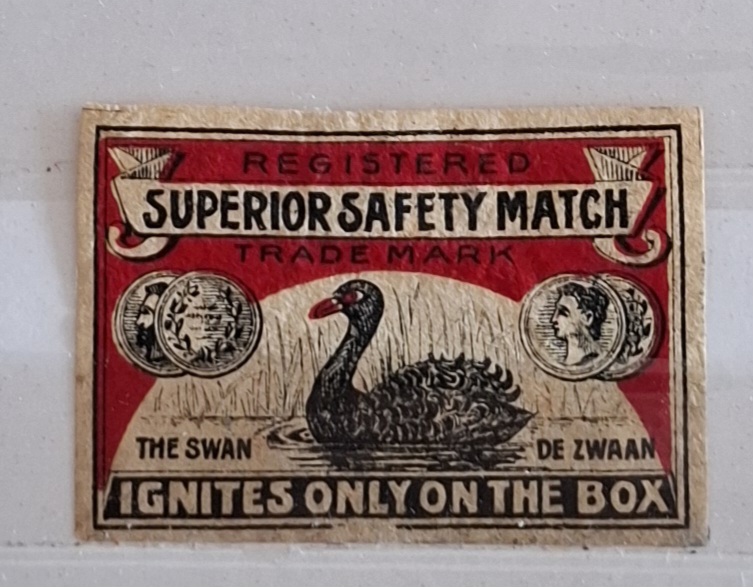 REGISTERED
SUPERIOR SAFETY MATCH
TRADE MARK
THE SWAN
DE ZWAAN
IGNITES ONLY ON THE BOX